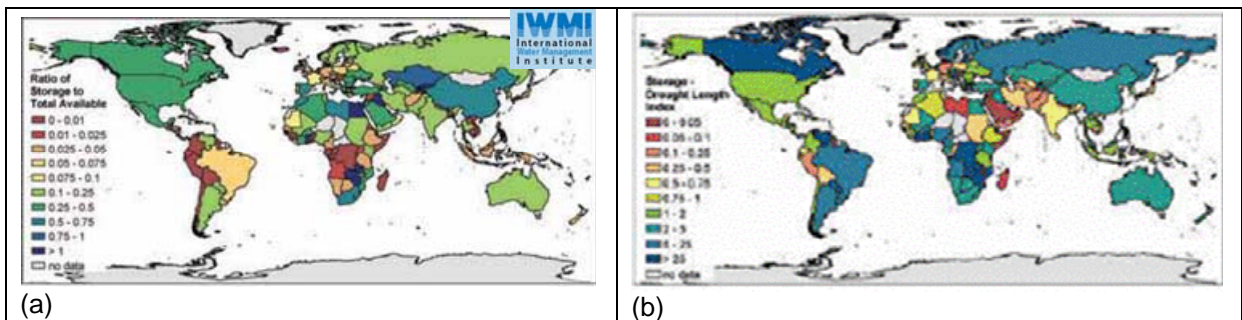 IWMI
International
Water Management
Institute
Ratio of
Storage to
Total Available
0 - 0.01
0.01 - 0.025
0.025 - 0.05
0.05 - 0.075
0.075 - 0.1
0.1 - 0.25
0.25 - 0.5
0.5 - 0.75
0.75 - 1
> 1
no data
(a)
Storage -
Drought Length
Index
0 - 0.05
0.05 - 0.1
0.1 - 0.25
0.25 - 0.5
0.5 - 0.75
0.75 - 1
1 - 2
2 - 5
5 - 25
> 25
no data
(b)